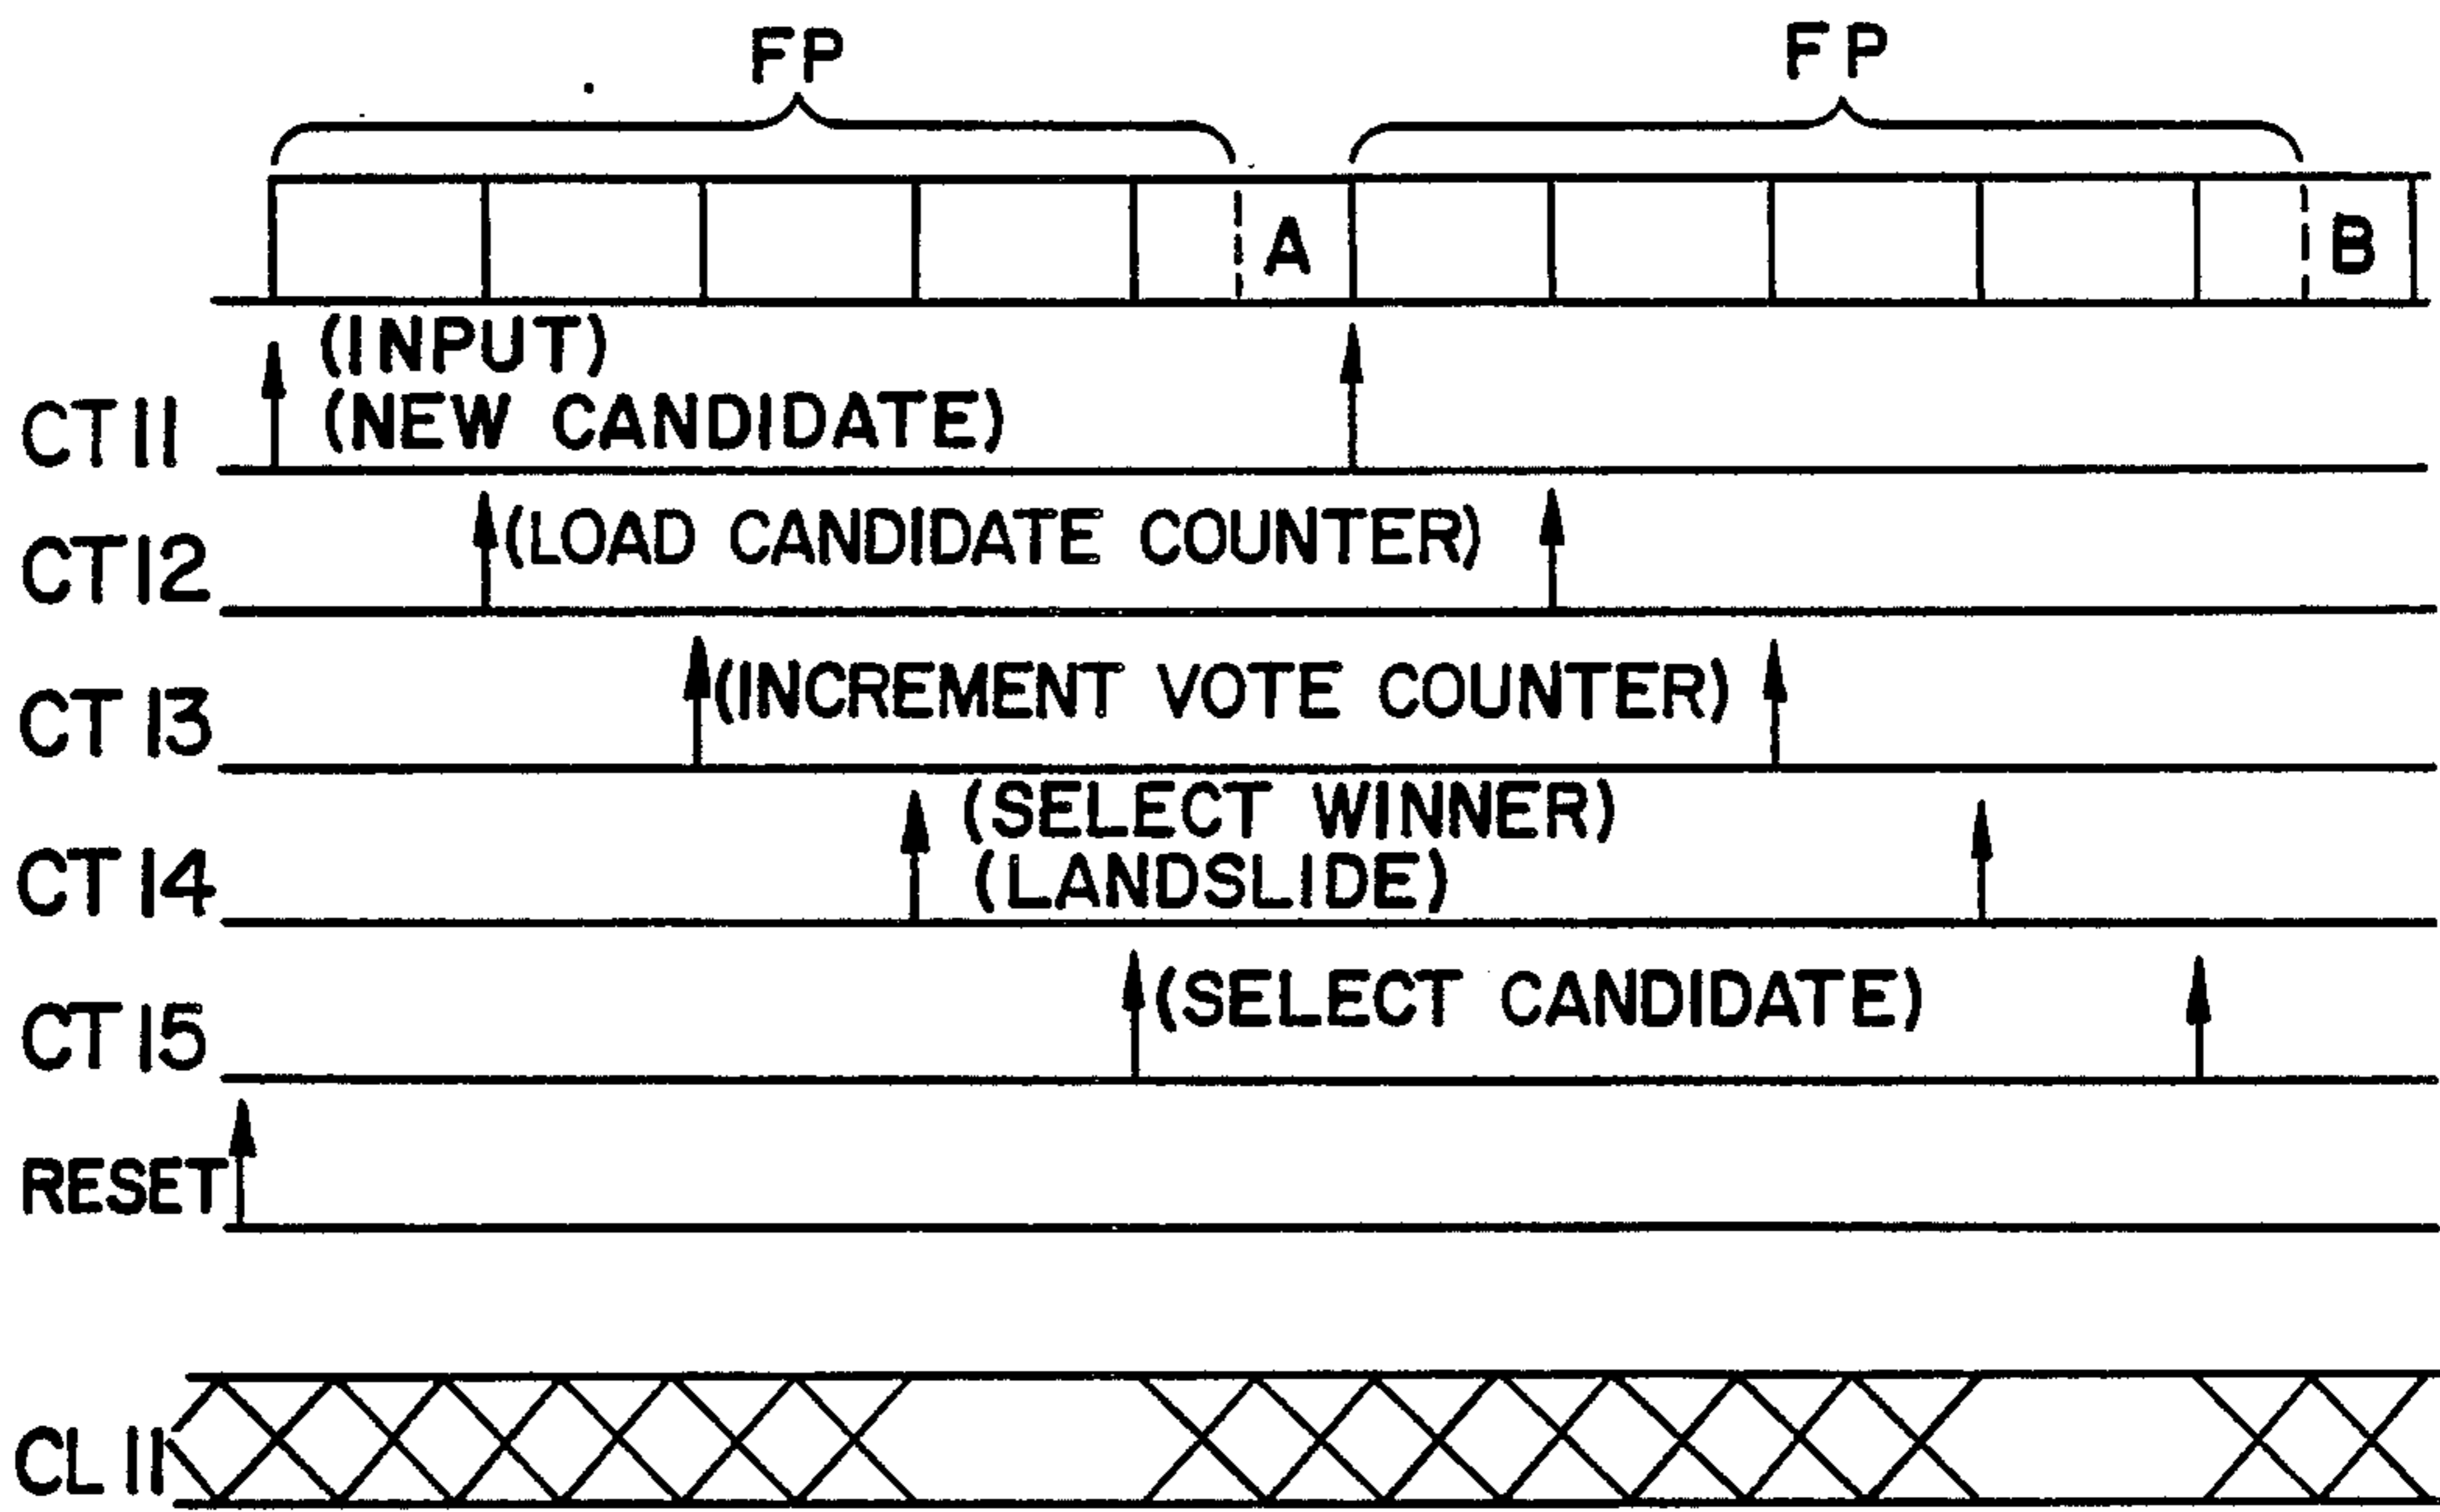 FP FP
A B
(INPUT)
CT11 (NEW CANDIDATE)
CT12 (LOAD CANDIDATE COUNTER)
CT13 (INCREMENT VOTE COUNTER)
(SELECT WINNER)
CT14 (LANDSLIDE)
CT15 (SELECT CANDIDATE)
RESET
CL11